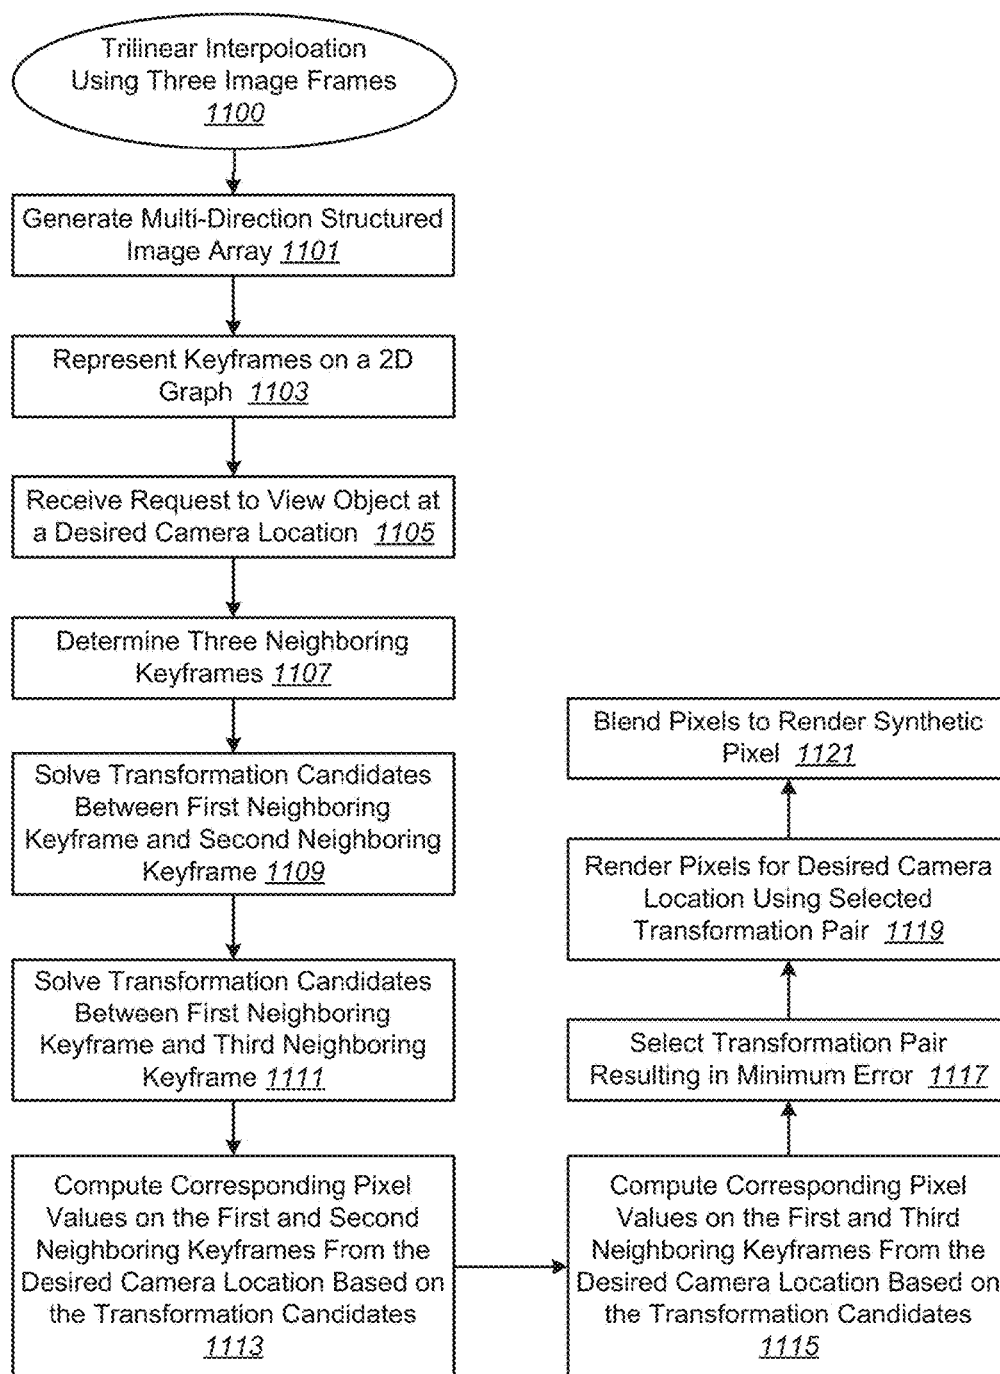 Trilinear Interpoloation
Using Three Image Frames
1100
Generate Multi-Direction Structured
Image Array 1101
Represent Keyframes on a 2D
Graph 1103
Receive Request to View Object at
a Desired Camera Location 1105
Determine Three Neighboring
Keyframes 1107
Solve Transformation Candidates
Between First Neighboring
Keyframe and Second Neighboring
Keyframe 1109
Solve Transformation Candidates
Between First Neighboring
Keyframe and Third Neighboring
Keyframe 1111
Compute Corresponding Pixel
Values on the First and Second
Neighboring Keyframes From the
Desired Camera Location Based on
the Transformation Candidates
1113
Compute Corresponding Pixel
Values on the First and Third
Neighboring Keyframes From the
Desired Camera Location Based on
the Transformation Candidates
1115
Select Transformation Pair
Resulting in Minimum Error 1117
Render Pixels for Desired Camera
Location Using Selected
Transformation Pair 1119
Blend Pixels to Render Synthetic
Pixel 1121